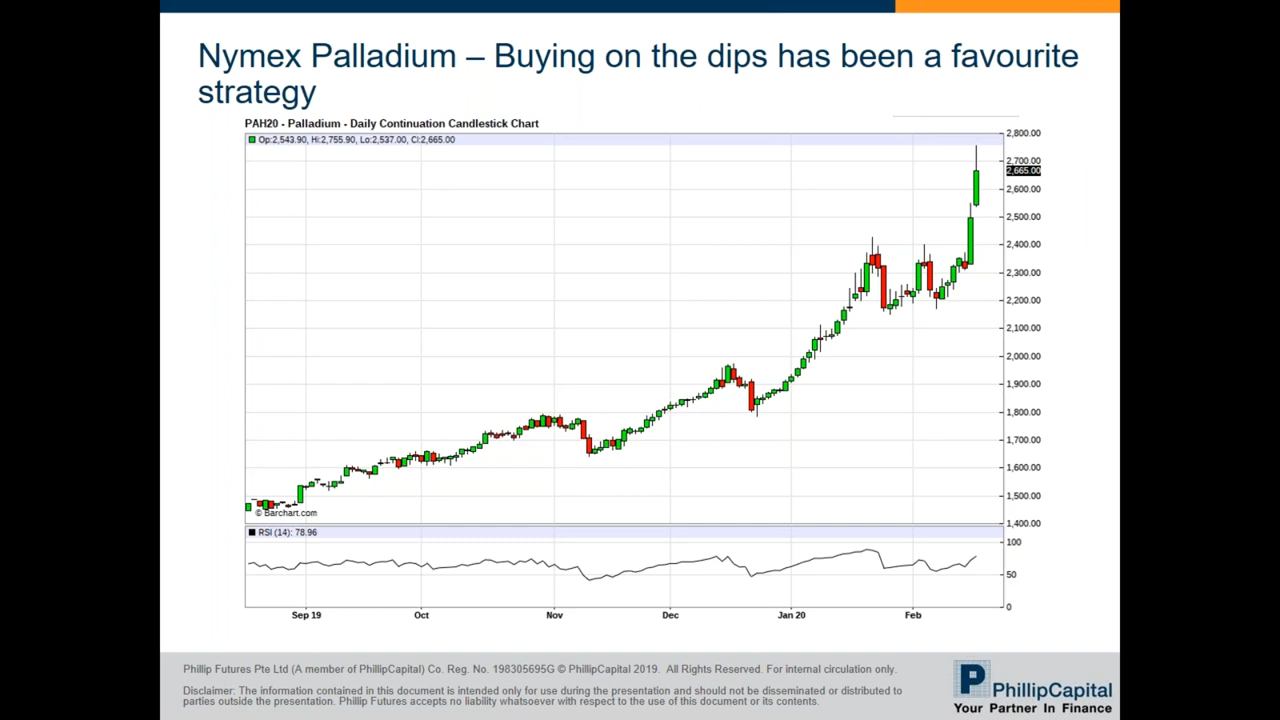 Nymex Palladium – Buying on the dips has been a favourite
strategy
PAH20 - Palladium - Daily Continuation Candlestick Chart
Op:2,543.90, Hi:2,755.90, Lo:2,537.00, Cl:2,665.00
2,800.00
2,700.00
2,665.00
2,600.00
2,500.00
2,400.00
2,300.00
2,200.00
2,100.00
2,000.00
1,900.00
1,800.00
1,700.00
1,600.00
1,500.00
1,400.00
© Barchart.com
RSI (14): 78.96
100
50
0
Sep 19 Oct Nov Dec Jan 20 Feb
Phillip Futures Pte Ltd (A member of PhillipCapital) Co. Reg. No. 198305695G © PhillipCapital 2019. All Rights Reserved. For internal circulation only.
Disclaimer: The information contained in this document is intended only for use during the presentation and should not be disseminated or distributed to
parties outside the presentation. Phillip Futures accepts no liability whatsoever with respect to the use of this document or its contents.
P
PhillipCapital
Your Partner In Finance